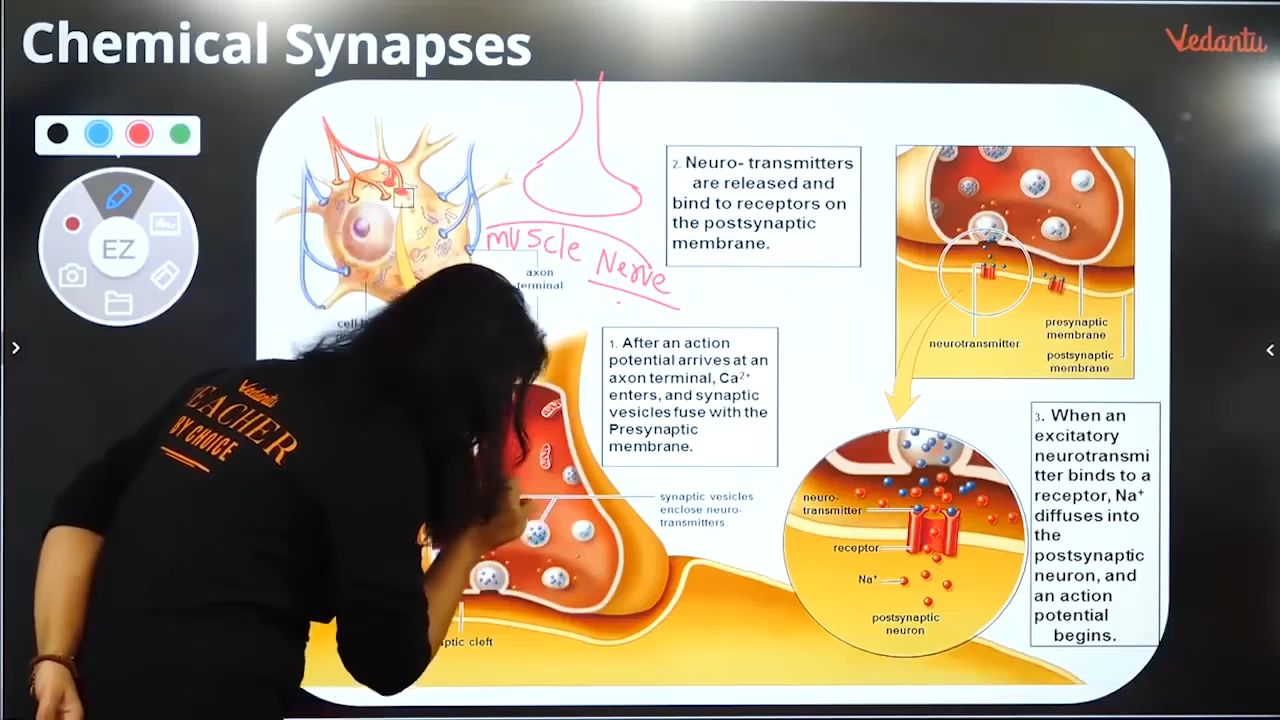 Chemical Synapses
Vedantu
EZ
muscle Nerve
axon
terminal
2. Neuro- transmitters
are released and
bind to receptors on
the postsynaptic
membrane.
neurotransmitter
presynaptic
membrane
postsynaptic
membrane
1. After an action
potential arrives at an
axon terminal, Ca²⁺
enters, and synaptic
vesicles fuse with the
Presynaptic
membrane.
synaptic vesicles
enclose neuro-
transmitters
cleft
neuro-
transmitter
receptor
Na⁺
postsynaptic
neuron
3. When an
excitatory
neurotransmi
tter binds to a
receptor, Na⁺
diffuses into
the
postsynaptic
neuron, and
an action
potential
begins.
Vedantu
TEACHER
BY CHOICE